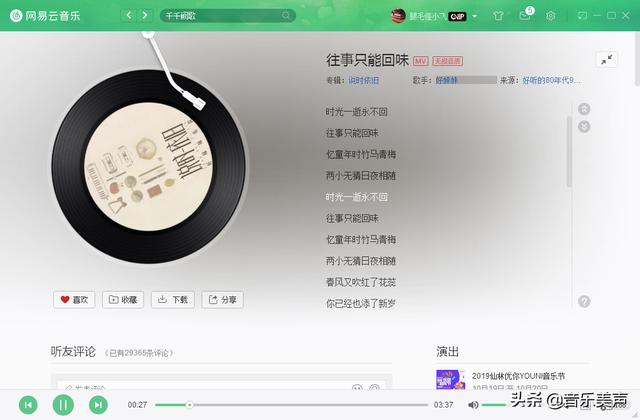 网易云音乐
千千阙歌
腿毛怪小飞
5
往事只能回味
MV
无损音质
专辑:说时依旧
歌手:好妹妹
来源:好听的80年代9...
时光一逝永不回
往事只能回味
忆童年时竹马青梅
两小无猜日夜相随
时光一逝永不回
往事只能回味
忆童年时竹马青梅
两小无猜日夜相随
春风又吹红了花蕊
你已经也添了新岁
说时依旧
喜欢
收藏
下载
分享
听友评论
(已有29365条评论)
演出
发表评论
2019仙林优你YOUNI音乐节
10月19日 至 10月20日
00:27
03:37
头条@音乐美声